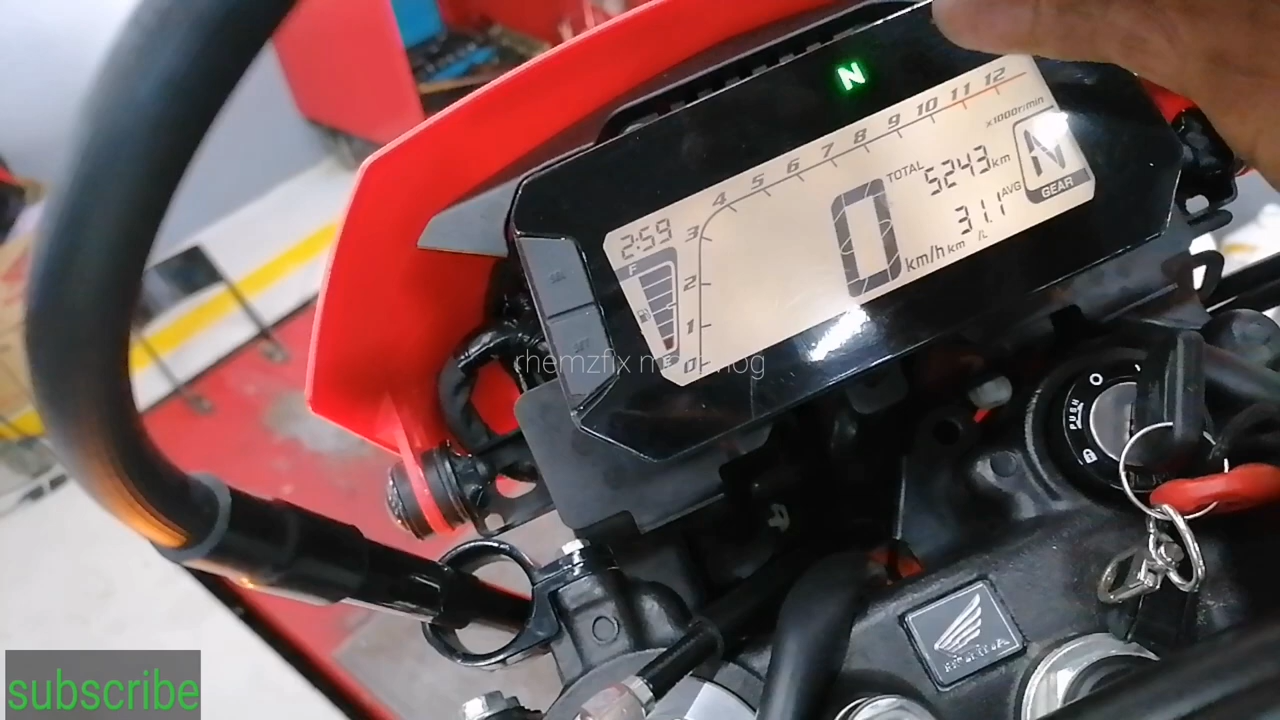 N
4 5 6 7 8 9 10 11 12
x1000r/min
2:59
3
TOTAL 5243 km
N
GEAR
F
2
0
km/h
31.1 AVG
km/L
1
E
0
PUSH
subscribe